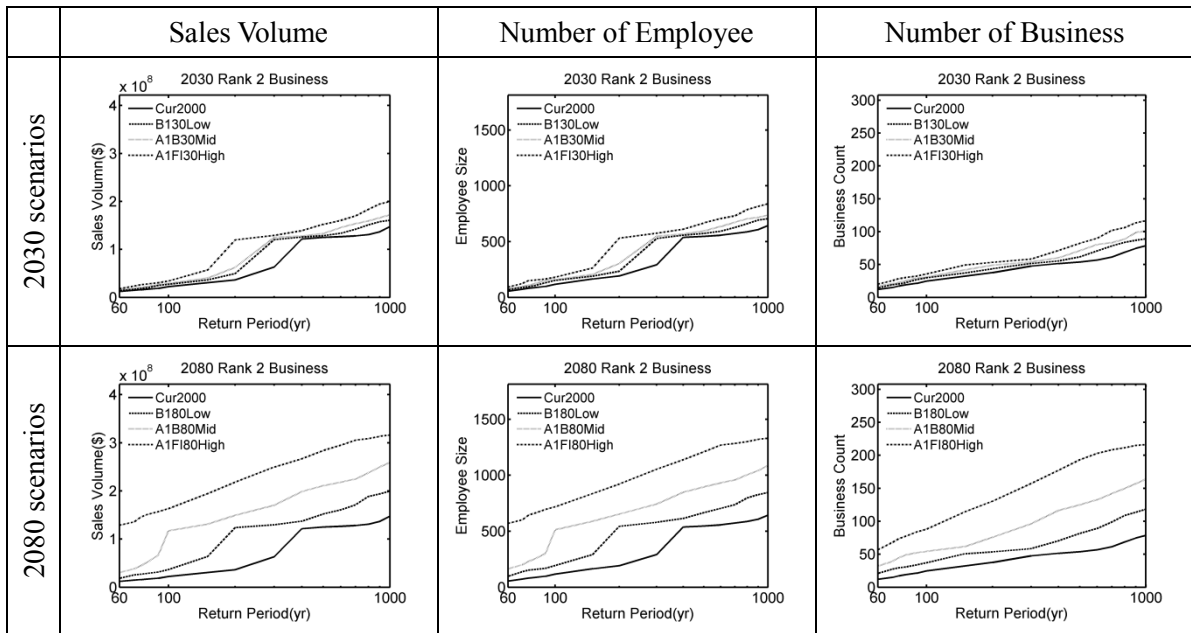 Sales Volume
Number of Employee
Number of Business
2030 scenarios
2030 Rank 2 Business
x 10^8
Cur2000
B130Low
A1B30Mid
A1FI30High
Sales Volumn($)
4
3
2
1
0
60
100
1000
Return Period(yr)
2030 Rank 2 Business
Cur2000
B130Low
A1B30Mid
A1FI30High
Employee Size
1500
1000
500
0
60
100
1000
Return Period(yr)
2030 Rank 2 Business
Cur2000
B130Low
A1B30Mid
A1FI30High
Business Count
300
250
200
150
100
50
0
60
100
1000
Return Period(yr)
2080 scenarios
2080 Rank 2 Business
x 10^8
Cur2000
B180Low
A1B80Mid
A1FI80High
Sales Volume($)
4
3
2
1
0
60
100
1000
Return Period(yr)
2080 Rank 2 Business
Cur2000
B180Low
A1B80Mid
A1FI80High
Employee Size
1500
1000
500
0
60
100
1000
Return Period(yr)
2080 Rank 2 Business
Cur2000
B180Low
A1B80Mid
A1FI80High
Business Count
300
250
200
150
100
50
0
60
100
1000
Return Period(yr)